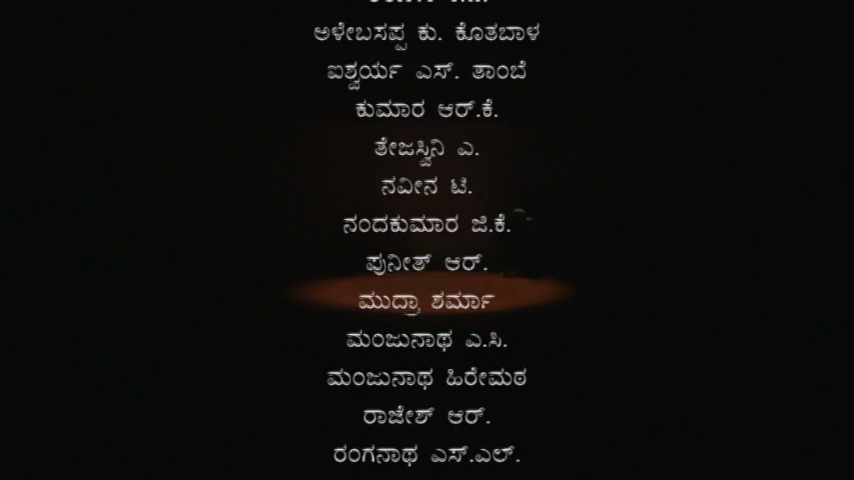 ಅಳೇಬಸಪ್ಪ ಕು. ಕೊತಬಾಳ
ಐಶ್ವರ್ಯ ಎಸ್. ತಾಂಬೆ
ಕುಮಾರ ಆರ್.ಕೆ.
ತೇಜಸ್ವಿನಿ ಎ.
ನವೀನ ಟಿ.
ನಂದಕುಮಾರ ಜಿ.ಕೆ.
ಪುನೀತ್ ಆರ್.
ಮುದ್ರಾ ಶರ್ಮಾ
ಮಂಜುನಾಥ ಎ.ಸಿ.
ಮಂಜುನಾಥ ಹಿರೇಮಠ
ರಾಜೇಶ್ ಆರ್.
ರಂಗನಾಥ ಎಸ್.ಎಲ್.